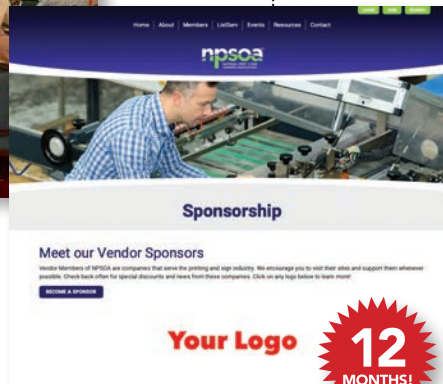 LOGIN JOIN SEARCH
Home About Members ListServ Events Resources Contact
npsoa
Sponsorship
Meet our Vendor Sponsors
Vendor Members of NPSOA are companies that serve the printing and sign industry. We encourage you to visit their sites and support them whenever
possible. Check back often for special discounts and news from these companies. Click on any logo below to learn more!
BECOME A SPONSOR
Your Logo
12
MONTHS!